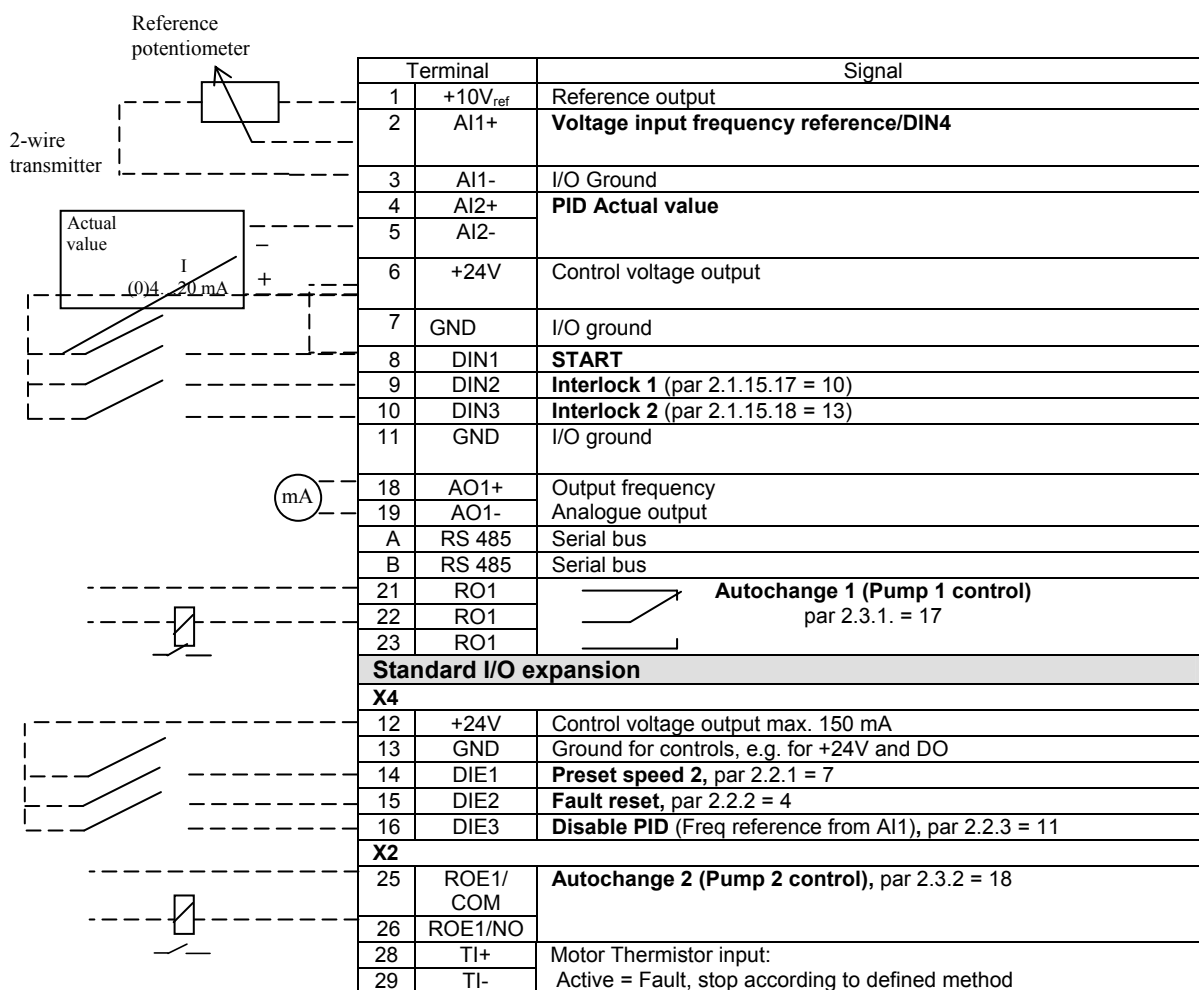 Reference
potentiometer
Terminal Signal
1 +10Vref Reference output
2 AI1+ Voltage input frequency reference/DIN4
2-wire
transmitter
3 AI1- I/O Ground
4 AI2+ PID Actual value
5 AI2-
Actual
value
−
I
(0)4...20 mA +
6 +24V Control voltage output
7 GND I/O ground
8 DIN1 START
9 DIN2 Interlock 1 (par 2.1.15.17 = 10)
10 DIN3 Interlock 2 (par 2.1.15.18 = 13)
11 GND I/O ground
mA
18 AO1+ Output frequency
19 AO1- Analogue output
A RS 485 Serial bus
B RS 485 Serial bus
21 RO1 Autochange 1 (Pump 1 control)
22 RO1 par 2.3.1. = 17
23 RO1
Standard I/O expansion
X4
12 +24V Control voltage output max. 150 mA
13 GND Ground for controls, e.g. for +24V and DO
14 DIE1 Preset speed 2, par 2.2.1 = 7
15 DIE2 Fault reset, par 2.2.2 = 4
16 DIE3 Disable PID (Freq reference from AI1), par 2.2.3 = 11
X2
25 ROE1/ Autochange 2 (Pump 2 control), par 2.3.2 = 18
COM
26 ROE1/NO
28 TI+ Motor Thermistor input:
29 TI- Active = Fault, stop according to defined method